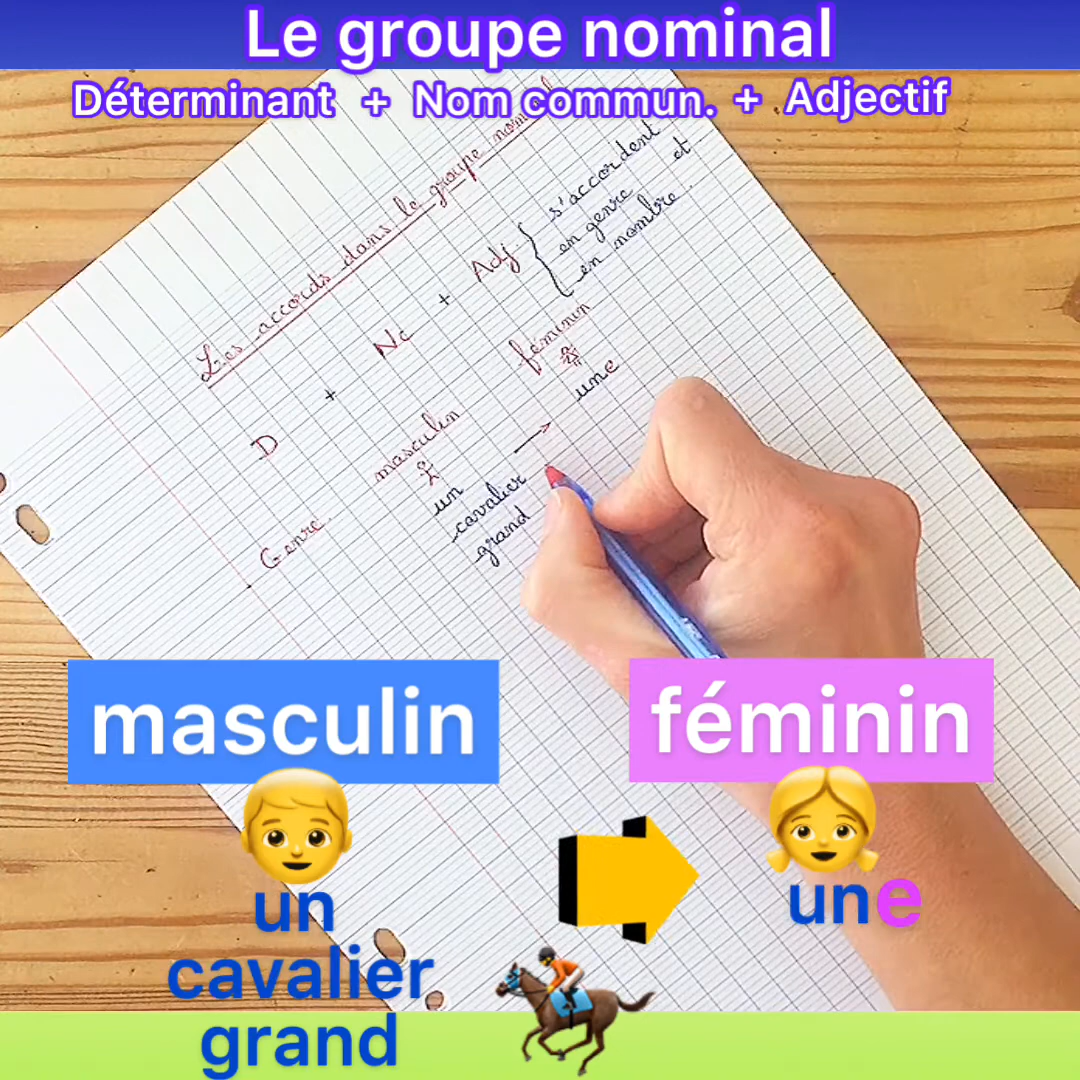 Le groupe nominal
Déterminant + Nom commun. + Adjectif
Les accords dans le groupe
D + Nc + Adj. { s'accordent
en genre et
en nombre.
. Genre.
masculin
féminin
un → une
cavalier
grand
masculin
féminin
un
une
cavalier
grand